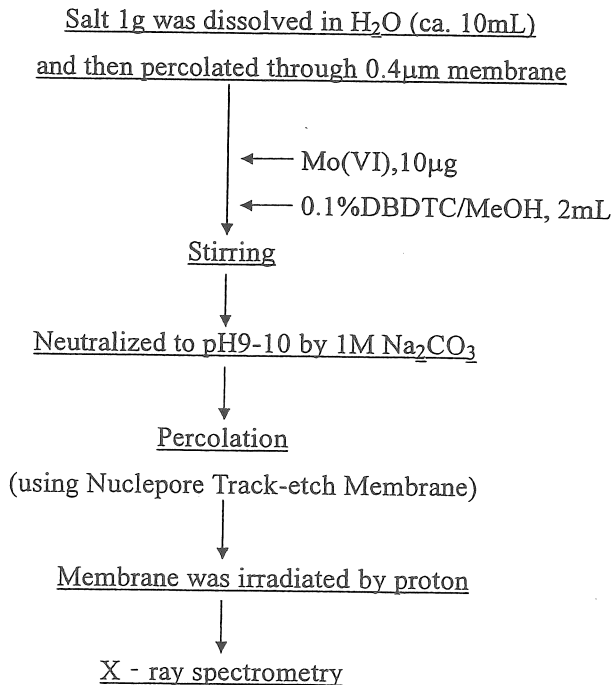 Salt 1g was dissolved in H₂O (ca. 10mL)
and then percolated through 0.4μm membrane
Mo(VI),10μg
0.1%DBDTC/MeOH, 2mL
Stirring
Neutralized to pH9-10 by 1M Na₂CO₃
Percolation
(using Nuclepore Track-etch Membrane)
Membrane was irradiated by proton
X - ray spectrometry